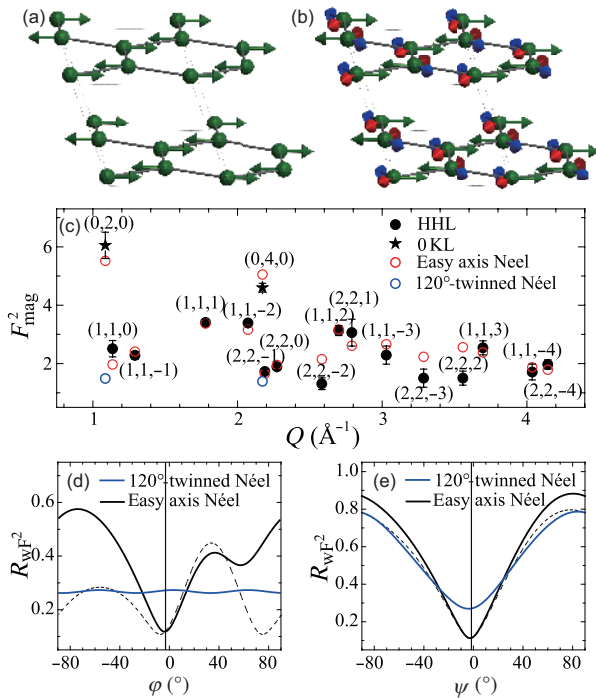 (a)
(b)
(c)
(0,2,0)
(0,4,0)
HHL
0KL
Easy axis Neel
120°-twinned Néel
(1,1,0)
(1,1,1)
(1,1,-2)
(1,1,2)
(2,2,1)
(1,1,-3)
(1,1,3)
(1,1,-4)
(1,1,-1)
(2,2,-1)
(2,2,0)
(2,2,-2)
(2,2,-3)
(2,2,2)
(2,2,-4)
F²mag
6
4
2
1
2
3
4
Q (Å⁻¹)
(d)
120°-twinned Néel
Easy axis Néel
RwF²
0.6
0.4
0.2
-80
-40
0
40
80
φ (°)
(e)
120°-twinned Néel
Easy axis Néel
RwF²
1.0
0.8
0.6
0.4
0.2
-80
-40
0
40
80
ψ (°)